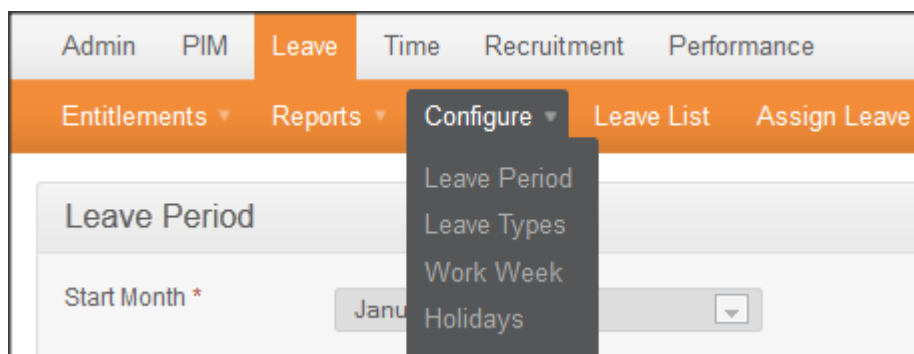 Admin PIM Leave Time Recruitment Performance
Entitlements Reports Configure Leave List Assign Leave
Leave Period
Leave Types
Work Week
Holidays
Leave Period
Start Month * Janu